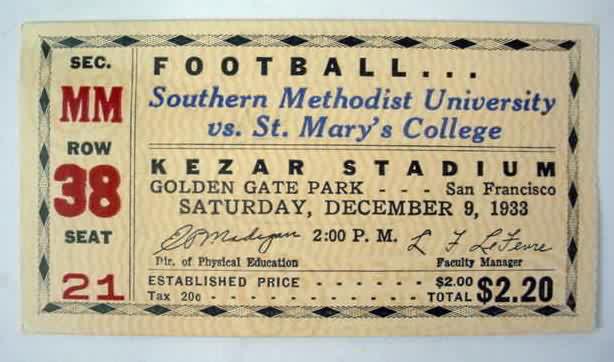 SEC.
MM
ROW
38
SEAT
21
FOOTBALL...
Southern Methodist University
vs. St. Mary's College
KEZAR STADIUM
GOLDEN GATE PARK - - - San Francisco
SATURDAY, DECEMBER 9, 1933
E P Madigan 2:00 P. M. L F LeFevre
Dir. of Physical Education Faculty Manager
ESTABLISHED PRICE - - - - - - $2.00
Tax 20c - - - - - - - - - TOTAL $2.20